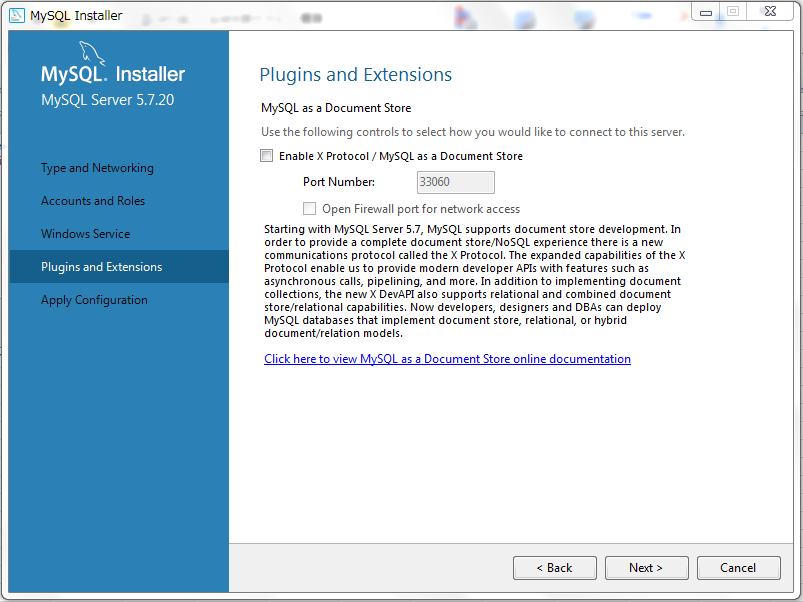 MySQL Installer
MySQL. Installer
MySQL Server 5.7.20
Type and Networking
Accounts and Roles
Windows Service
Plugins and Extensions
Apply Configuration
Plugins and Extensions
MySQL as a Document Store
Use the following controls to select how you would like to connect to this server.
Enable X Protocol / MySQL as a Document Store
Port Number:
33060
Open Firewall port for network access
Starting with MySQL Server 5.7, MySQL supports document store development. In
order to provide a complete document store/NoSQL experience there is a new
communications protocol called the X Protocol. The expanded capabilities of the X
Protocol enable us to provide modern developer APIs with features such as
asynchronous calls, pipelining, and more. In addition to implementing document
collections, the new X DevAPI also supports relational and combined document
store/relational capabilities. Now developers, designers and DBAs can deploy
MySQL databases that implement document store, relational, or hybrid
document/relation models.
Click here to view MySQL as a Document Store online documentation
< Back
Next >
Cancel